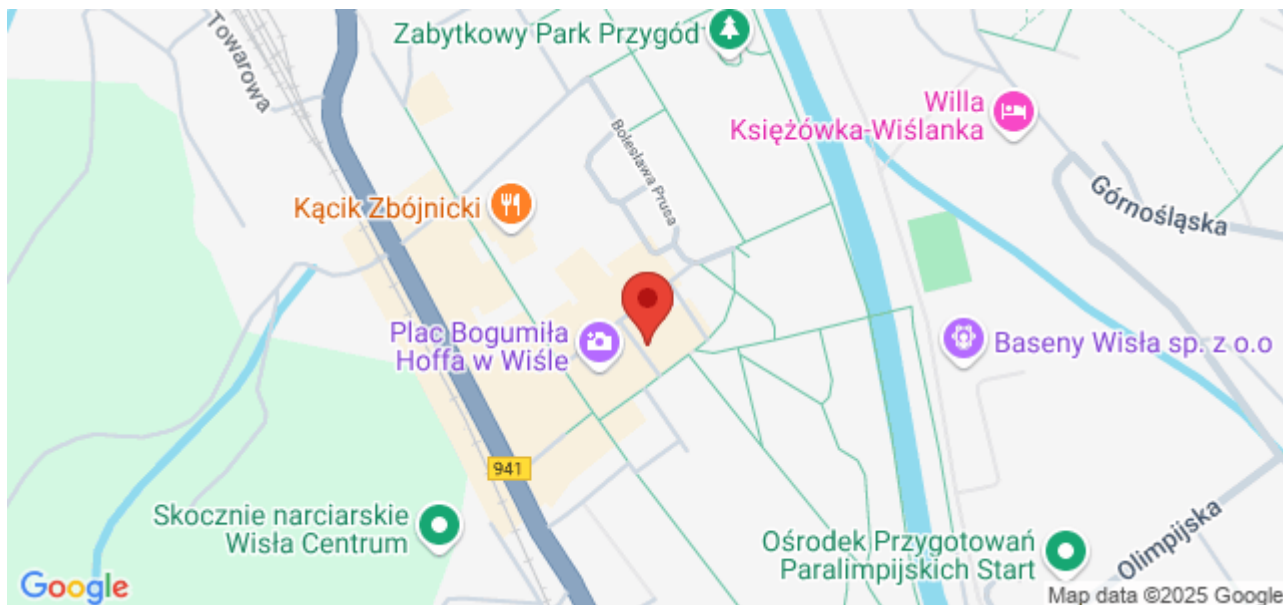 Towarowa
Zabytkowy Park Przygód
Bolesława Prusa
Willa
Księżówka-Wiślanka
Górnośląska
Kącik Zbójnicki
Plac Bogumiła
Hoffa w Wiśle
Baseny Wisła sp. z o.o
941
Skocznie narciarskie
Wisła Centrum
Ośrodek Przygotowań
Paralimpijskich Start
Olimpijska
Google
Map data ©2025 Google